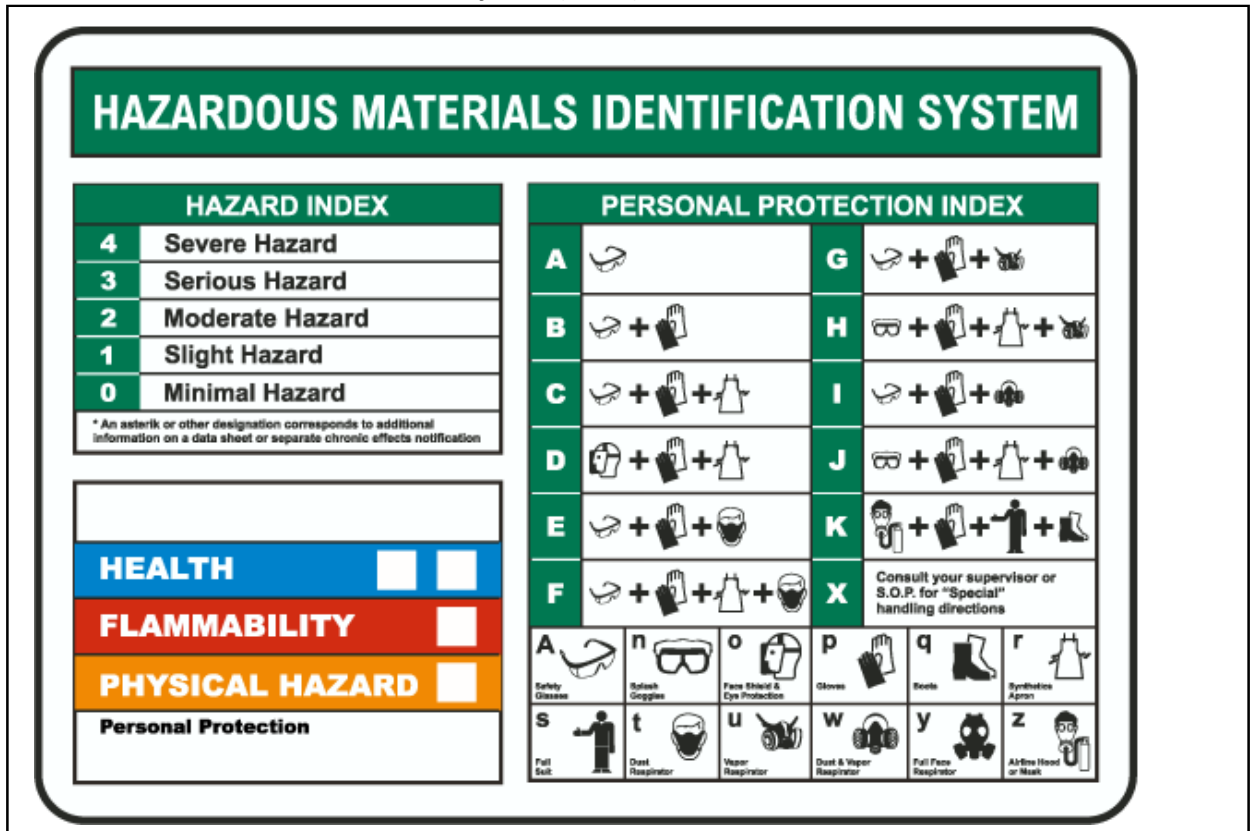 HAZARDOUS MATERIALS IDENTIFICATION SYSTEM
HAZARD INDEX
4 Severe Hazard
3 Serious Hazard
2 Moderate Hazard
1 Slight Hazard
0 Minimal Hazard
* An asterik or other designation corresponds to additional
information on a data sheet or separate chronic effects notification
HEALTH
FLAMMABILITY
PHYSICAL HAZARD
Personal Protection
PERSONAL PROTECTION INDEX
A
B + 
C + +
D + +
E + +
F + + +
G + +
H + + +
I + +
J + + +
K + + +
X Consult your supervisor or
S.O.P. for "Special"
handling directions
A Safety
Glasses
n Splash
Goggles
o Face Shield &
Eye Protection
p Gloves
q Boots
r Synthetics
Apron
s Full
Suit
t Dust
Respirator
u Vapor
Respirator
w Dust & Vapor
Respirator
y Full Face
Respirator
z Airline Hood
or Mask